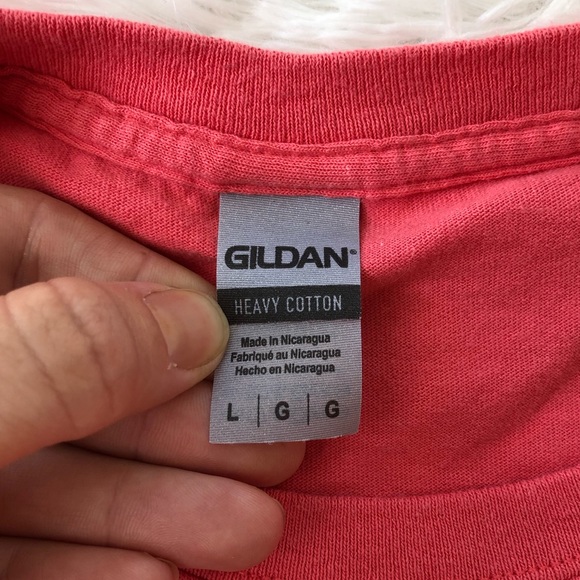 GILDAN
HEAVY COTTON
Made in Nicaragua
Fabriqué au Nicaragua
Hecho en Nicaragua
L | G | G